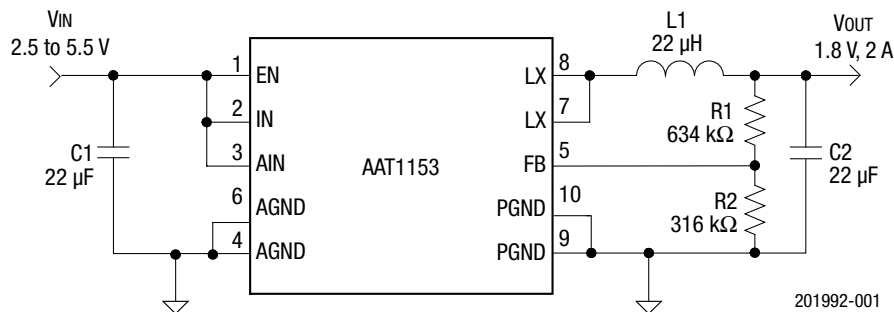 VIN
2.5 to 5.5 V
C1
22 µF
1
EN
2
IN
3
AIN
6
AGND
4
AGND
AAT1153
8
LX
7
LX
5
FB
10
PGND
9
PGND
L1
22 µH
VOUT
1.8 V, 2 A
R1
634 kΩ
R2
316 kΩ
C2
22 µF
201992-001